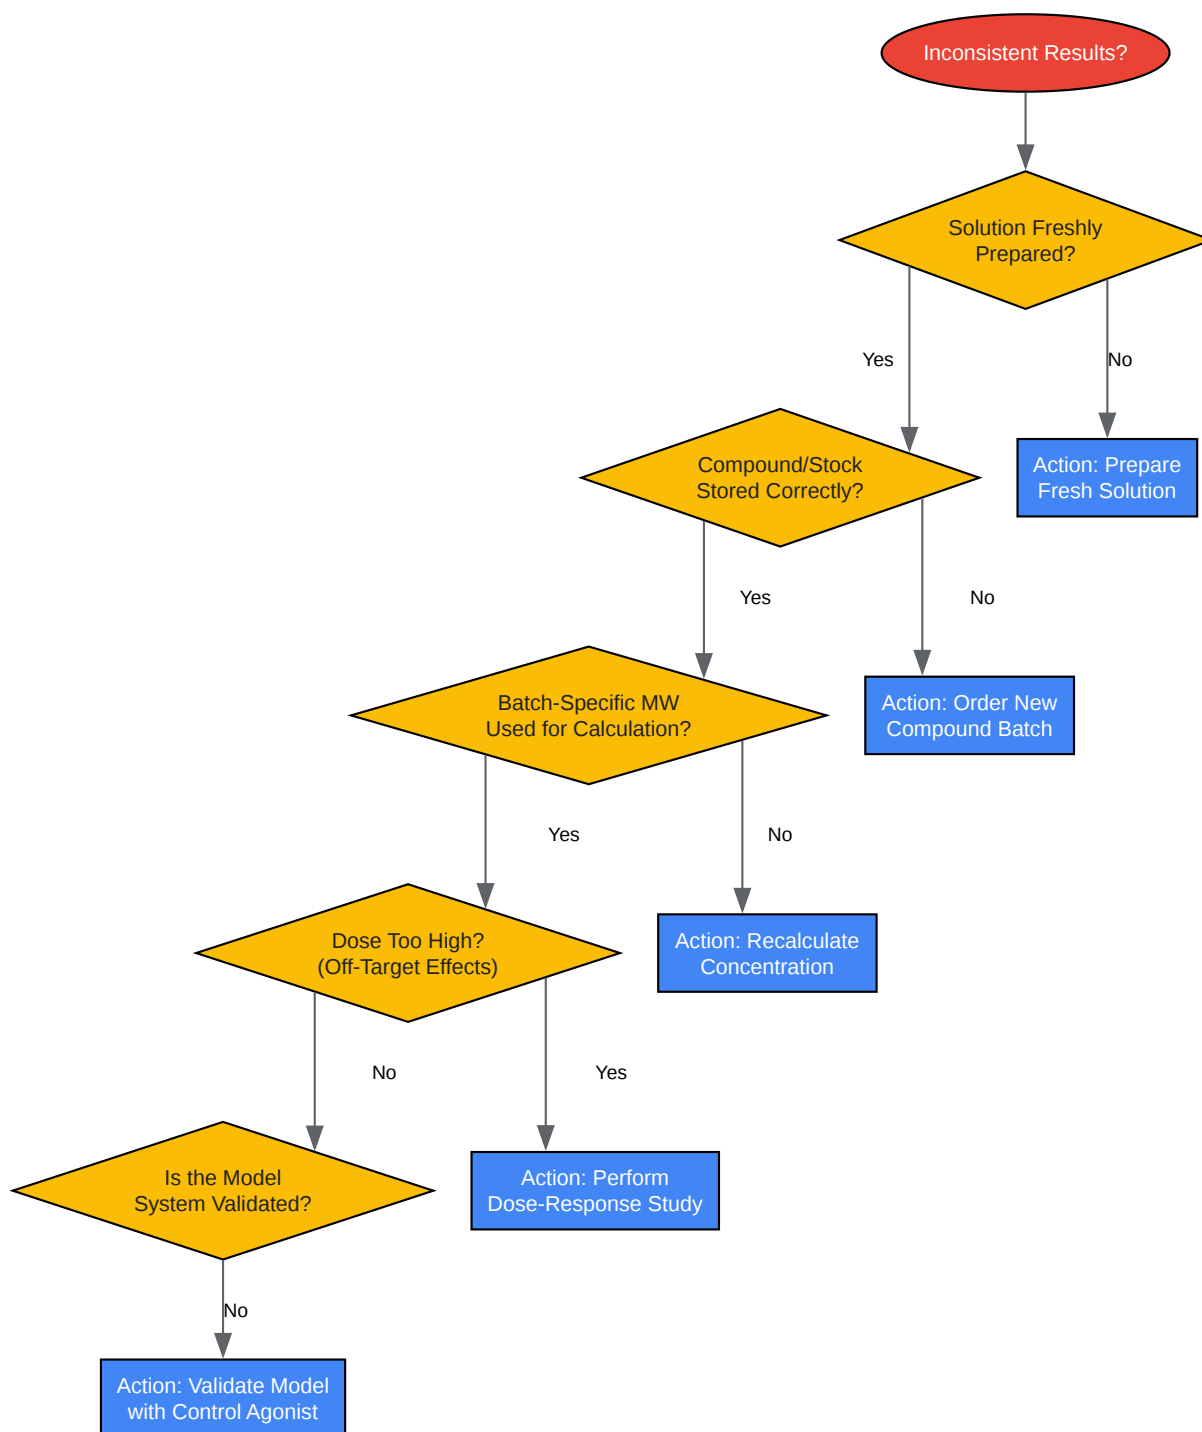 Inconsistent Results?
Solution Freshly
Prepared?
Yes
No
Compound/Stock
Stored Correctly?
Action: Prepare
Fresh Solution
Yes
No
Batch-Specific MW
Used for Calculation?
Action: Order New
Compound Batch
Yes
No
Dose Too High?
(Off-Target Effects)
Action: Recalculate
Concentration
No
Yes
Is the Model
System Validated?
Action: Perform
Dose-Response Study
No
Action: Validate Model
with Control Agonist